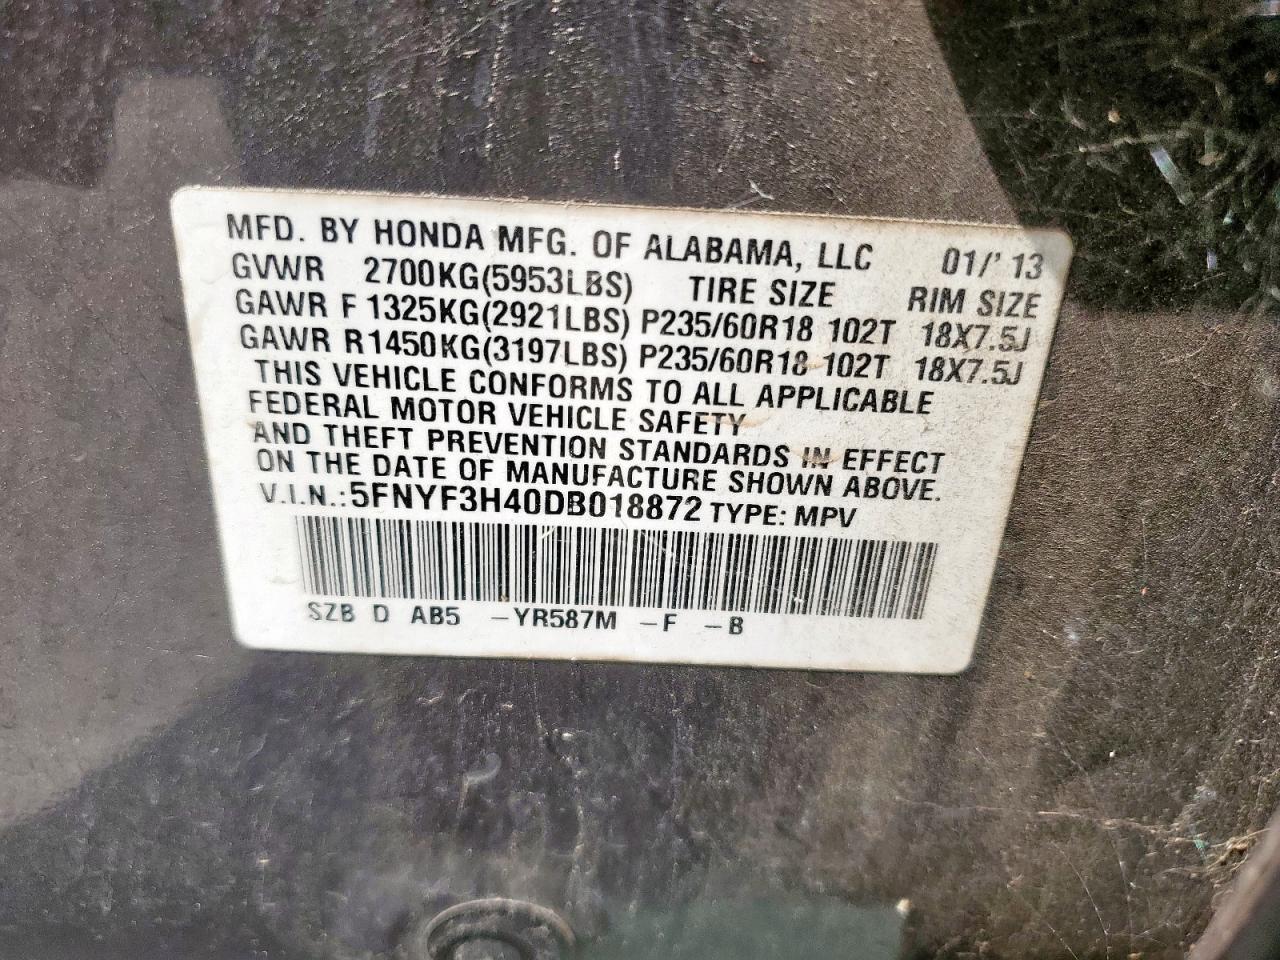 MFD. BY HONDA MFG. OF ALABAMA, LLC 01/'13
GVWR 2700KG(5953LBS) TIRE SIZE RIM SIZE
GAWR F 1325KG(2921LBS) P235/60R18 102T 18X7.5J
GAWR R 1450KG(3197LBS) P235/60R18 102T 18X7.5J
THIS VEHICLE CONFORMS TO ALL APPLICABLE
FEDERAL MOTOR VEHICLE SAFETY
AND THEFT PREVENTION STANDARDS IN EFFECT
ON THE DATE OF MANUFACTURE SHOWN ABOVE.
V.I.N.: 5FNYF3H40DB018872 TYPE: MPV
SZB D AB5 -YR587M -F -B